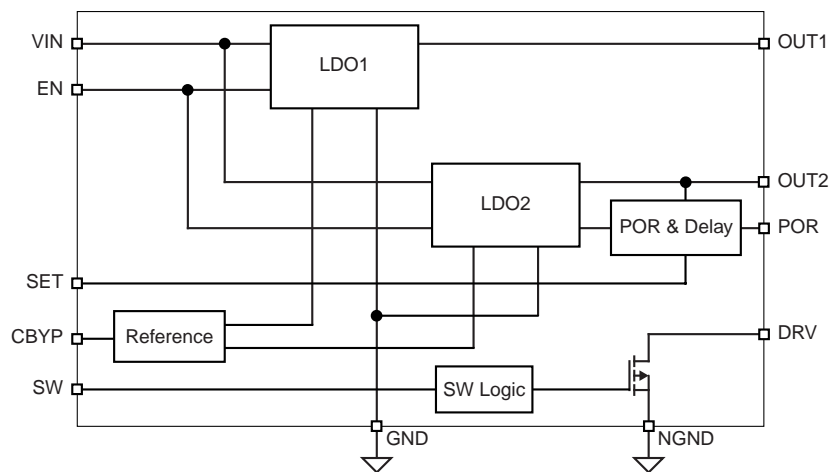 VIN
OUT1
LDO1
EN
OUT2
LDO2
POR & Delay
POR
SET
CBYP
Reference
DRV
SW
SW Logic
GND
NGND